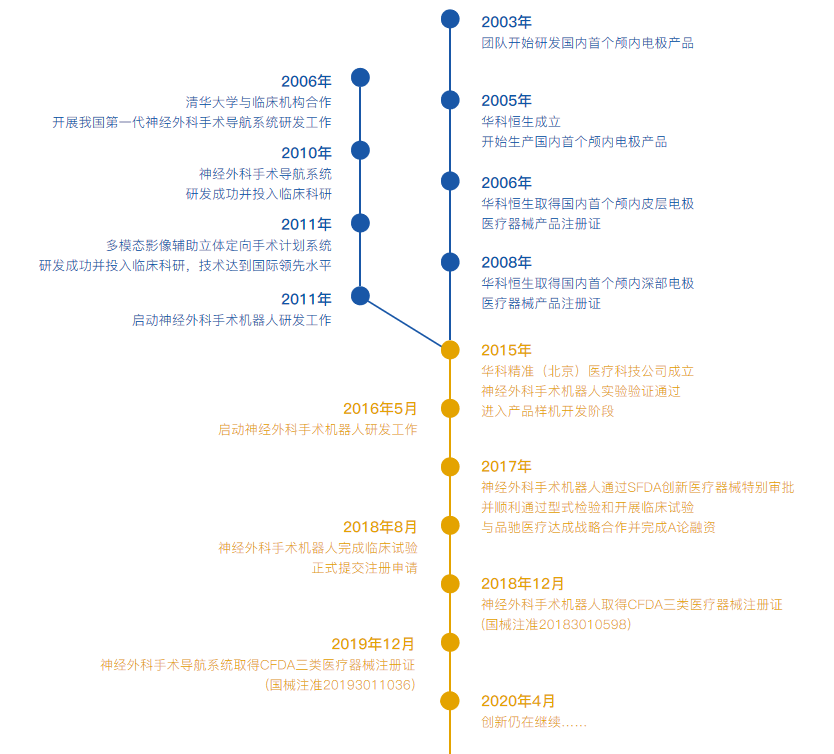 2003年
团队开始研发国内首个颅内电极产品
2006年
清华大学与临床机构合作
开展我国第一代神经外科手术导航系统研发工作
2005年
华科恒生成立
开始生产国内首个颅内电极产品
2010年
神经外科手术导航系统
研发成功并投入临床科研
2006年
华科恒生取得国内首个颅内皮层电极
医疗器械产品注册证
2011年
多模态影像辅助立体定向手术计划系统
研发成功并投入临床科研，技术达到国际领先水平
2008年
华科恒生取得国内首个颅内深部电极
医疗器械产品注册证
2011年
启动神经外科手术机器人研发工作
2015年
华科精准（北京）医疗科技公司成立
神经外科手术机器人实验验证通过
进入产品样机开发阶段
2016年5月
启动神经外科手术机器人研发工作
2017年
神经外科手术机器人通过SFDA创新医疗器械特别审批
并顺利通过型式检验和开展临床试验
与品驰医疗达成战略合作并完成A论融资
2018年8月
神经外科手术机器人完成临床试验
正式提交注册申请
2018年12月
神经外科手术机器人取得CFDA三类医疗器械注册证
(国械注准20183010598)
2019年12月
神经外科手术导航系统取得CFDA三类医疗器械注册证
(国械注准20193011036)
2020年4月
创新仍在继续……